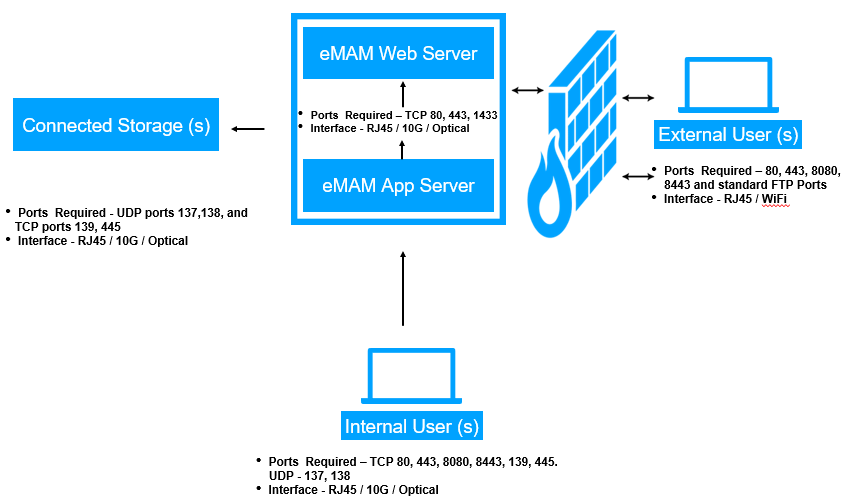 eMAM Web Server
• Ports Required – TCP 80, 443, 1433
• Interface - RJ45 / 10G / Optical
eMAM App Server
Connected Storage (s)
• Ports Required - UDP ports 137,138, and
TCP ports 139, 445
• Interface - RJ45 / 10G / Optical
External User (s)
• Ports Required – 80, 443, 8080,
8443 and standard FTP Ports
• Interface - RJ45 / WiFi
Internal User (s)
• Ports Required – TCP 80, 443, 8080, 8443, 139, 445.
UDP - 137, 138
• Interface - RJ45 / 10G / Optical